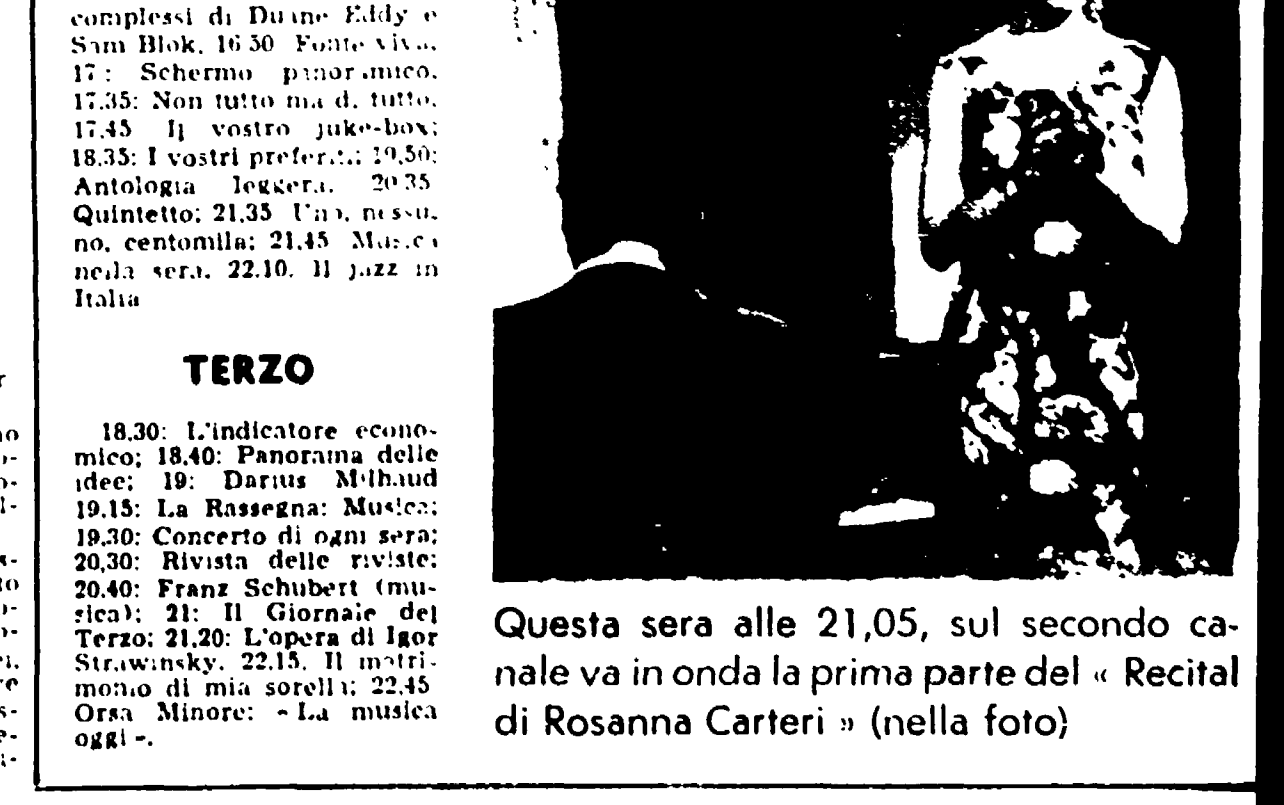 complessi di Duane Eddy e
Sam Blok. 16.50 Fonte viva.
17: Schermo panoramico.
17.35: Non tutto ma di tutto.
17.45 Il vostro juke-box;
18.35: I vostri preferiti; 19,50:
Antologia leggera. 20.35
Quintetto; 21,35 Uno, nessu-
no, centomila; 21,45 Musica
nella sera. 22.10. Il jazz in
Italia
TERZO
18.30: L'indicatore econo-
mico; 18.40: Panorama delle
idee; 19: Darius Milhaud
19.15: La Rassegna: Musica;
19.30: Concerto di ogni sera;
20,30: Rivista delle riviste;
20.40: Franz Schubert (mu-
sica); 21: Il Giornale del
Terzo; 21.20: L'opera di Igor
Strawinsky. 22.15. Il matri-
monio di mia sorella; 22.45
Orsa Minore: «La musica
oggi».
Questa sera alle 21,05, sul secondo ca-
nale va in onda la prima parte del « Recital
di Rosanna Carteri » (nella foto)